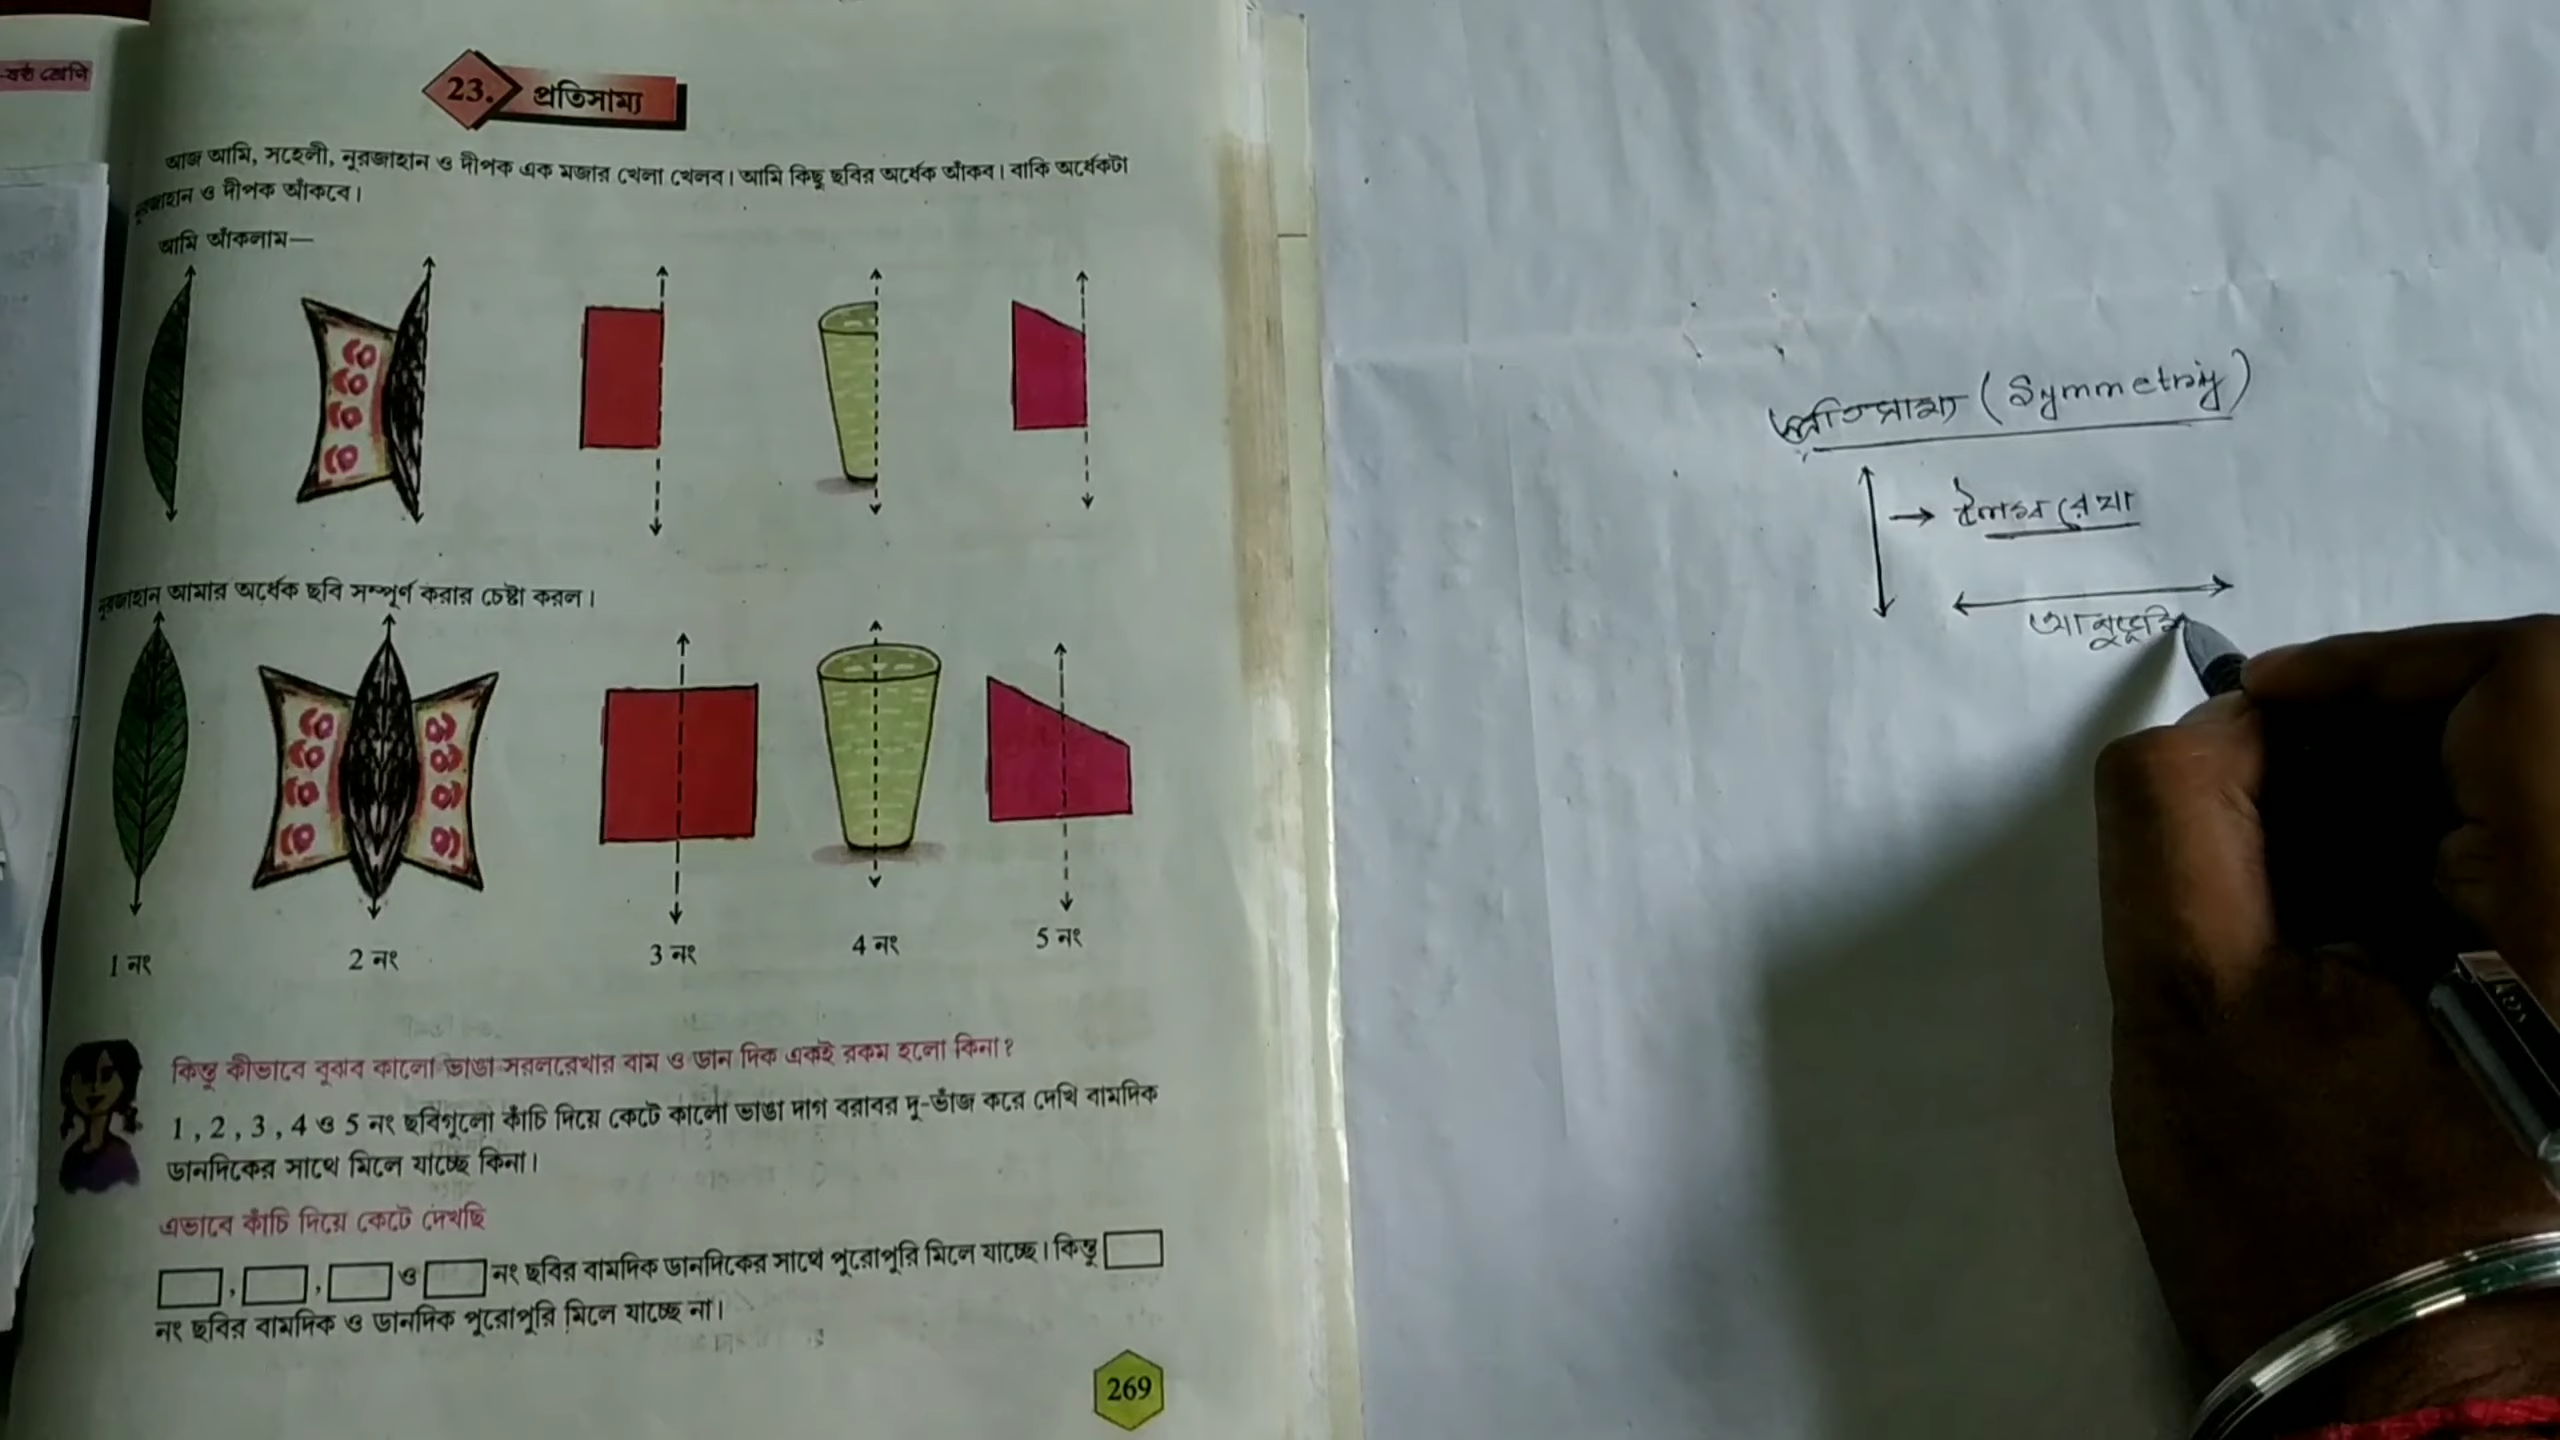 -ষষ্ঠ শ্রেণি
23. প্রতিসাম্য
আজ আমি, সহেলী, নুরজাহান ও দীপক এক মজার খেলা খেলব। আমি কিছু ছবির অর্ধেক আঁকব। বাকি অর্ধেকটা
নুরজাহান ও দীপক আঁকবে।
আমি আঁকলাম—
নুরজাহান আমার অর্ধেক ছবি সম্পূর্ণ করার চেষ্টা করল।
1 নং 2 নং 3 নং 4 নং 5 নং
কিন্তু কীভাবে বুঝব কালো ভাঙা সরলরেখার বাম ও ডান দিক একই রকম হলো কিনা?
1 , 2 , 3 , 4 ও 5 নং ছবিগুলো কাঁচি দিয়ে কেটে কালো ভাঙা দাগ বরাবর দু-ভাঁজ করে দেখি বামদিক
ডানদিকের সাথে মিলে যাচ্ছে কিনা।
এভাবে কাঁচি দিয়ে কেটে দেখছি
, , ও নং ছবির বামদিক ডানদিকের সাথে পুরোপুরি মিলে যাচ্ছে। কিন্তু
নং ছবির বামদিক ও ডানদিক পুরোপুরি মিলে যাচ্ছে না।
269
প্রতিসাম্য (Symmetry)
→ উলম্ব রেখা